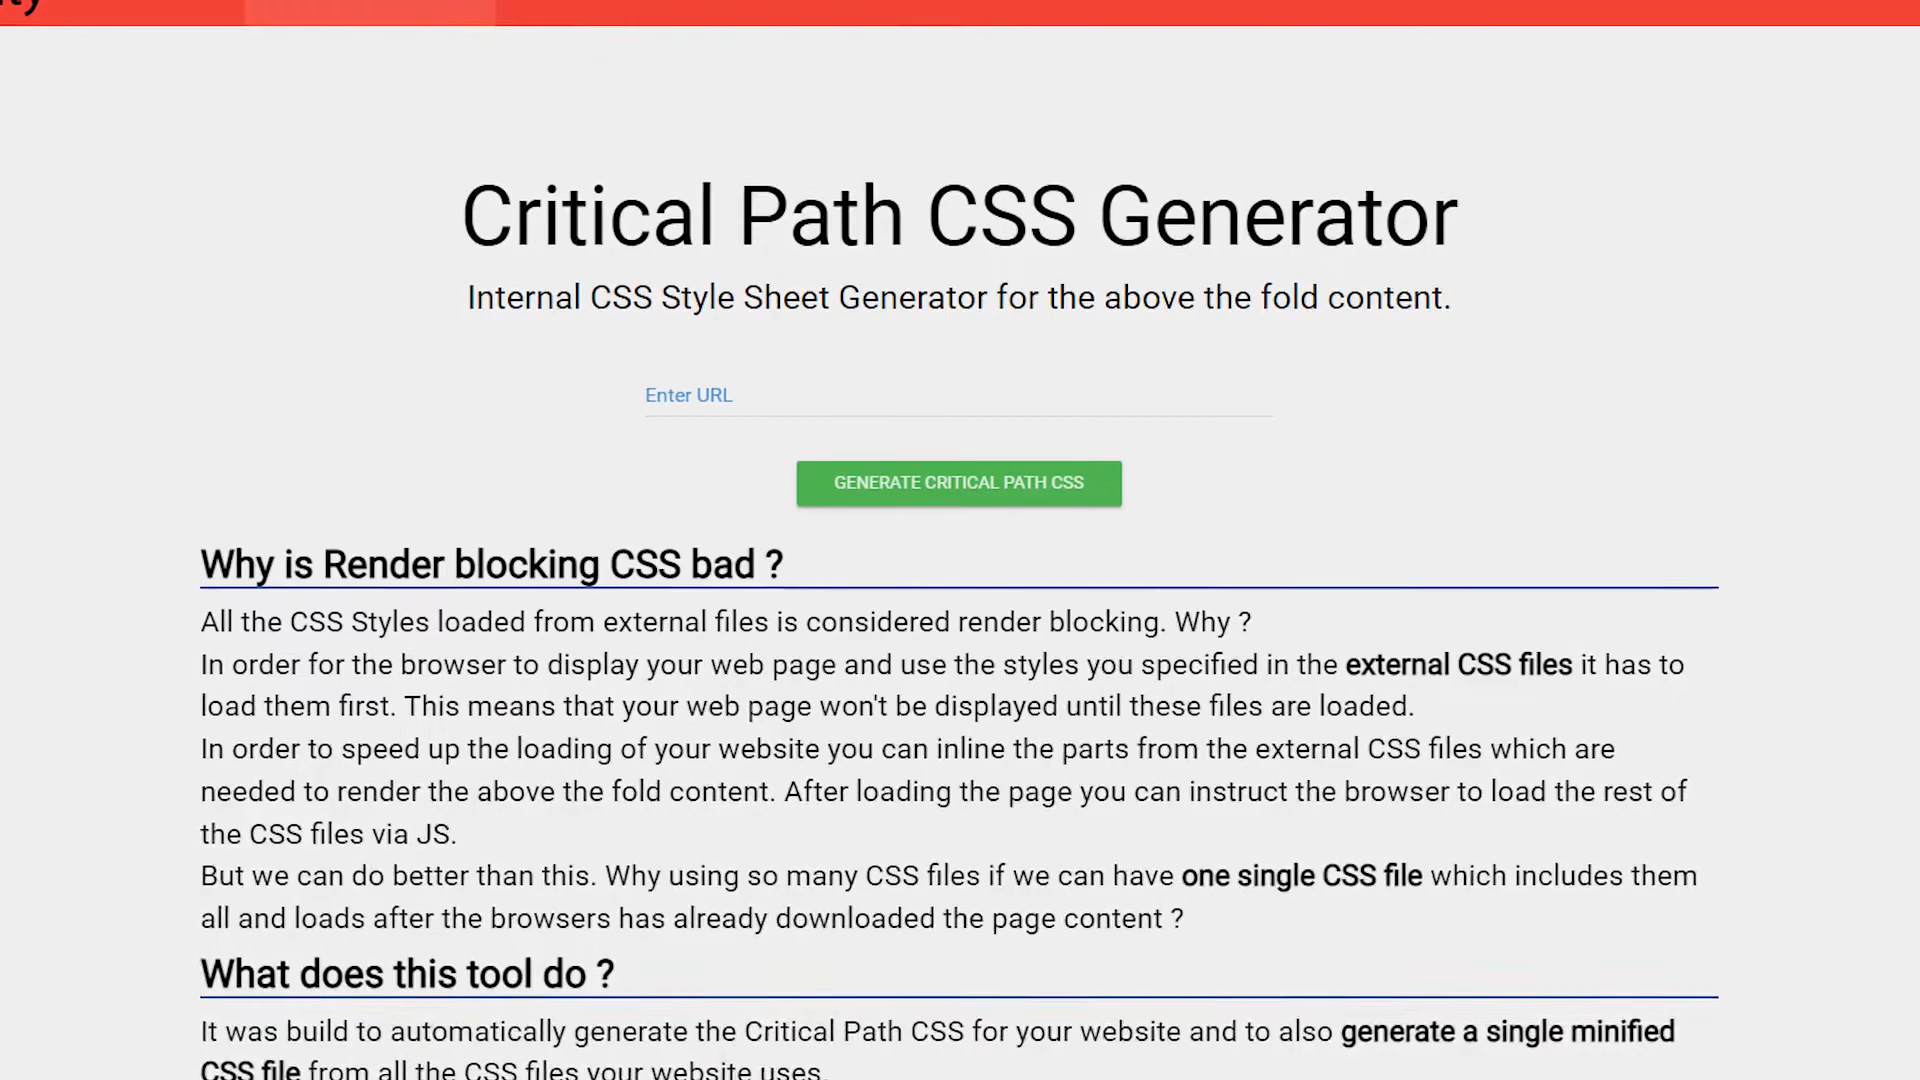 Critical Path CSS Generator
Internal CSS Style Sheet Generator for the above the fold content.
Enter URL
GENERATE CRITICAL PATH CSS
Why is Render blocking CSS bad ?
All the CSS Styles loaded from external files is considered render blocking. Why ?
In order for the browser to display your web page and use the styles you specified in the external CSS files it has to
load them first. This means that your web page won't be displayed until these files are loaded.
In order to speed up the loading of your website you can inline the parts from the external CSS files which are
needed to render the above the fold content. After loading the page you can instruct the browser to load the rest of
the CSS files via JS.
But we can do better than this. Why using so many CSS files if we can have one single CSS file which includes them
all and loads after the browsers has already downloaded the page content ?
What does this tool do ?
It was build to automatically generate the Critical Path CSS for your website and to also generate a single minified
CSS file from all the CSS files your website uses.